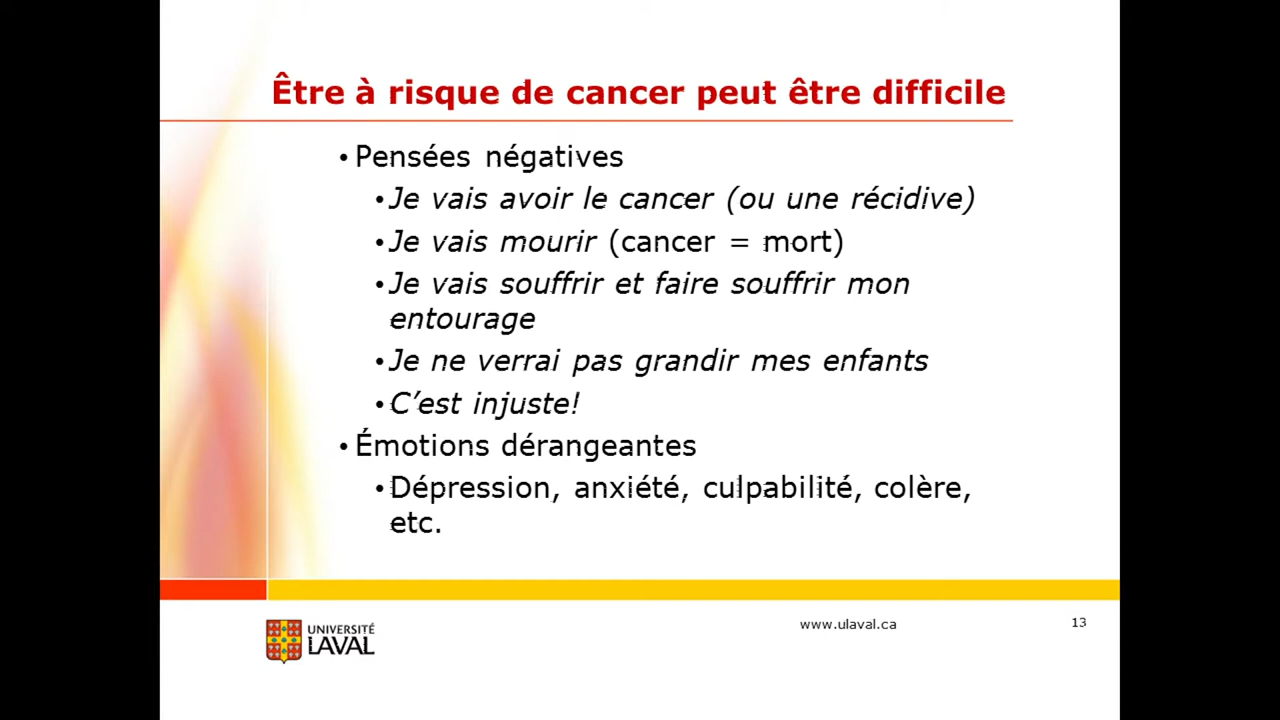 Être à risque de cancer peut être difficile
• Pensées négatives
• Je vais avoir le cancer (ou une récidive)
• Je vais mourir (cancer = mort)
• Je vais souffrir et faire souffrir mon
entourage
• Je ne verrai pas grandir mes enfants
• C’est injuste!
• Émotions dérangeantes
• Dépression, anxiété, culpabilité, colère,
etc.
UNIVERSITÉ
LAVAL
www.ulaval.ca
13